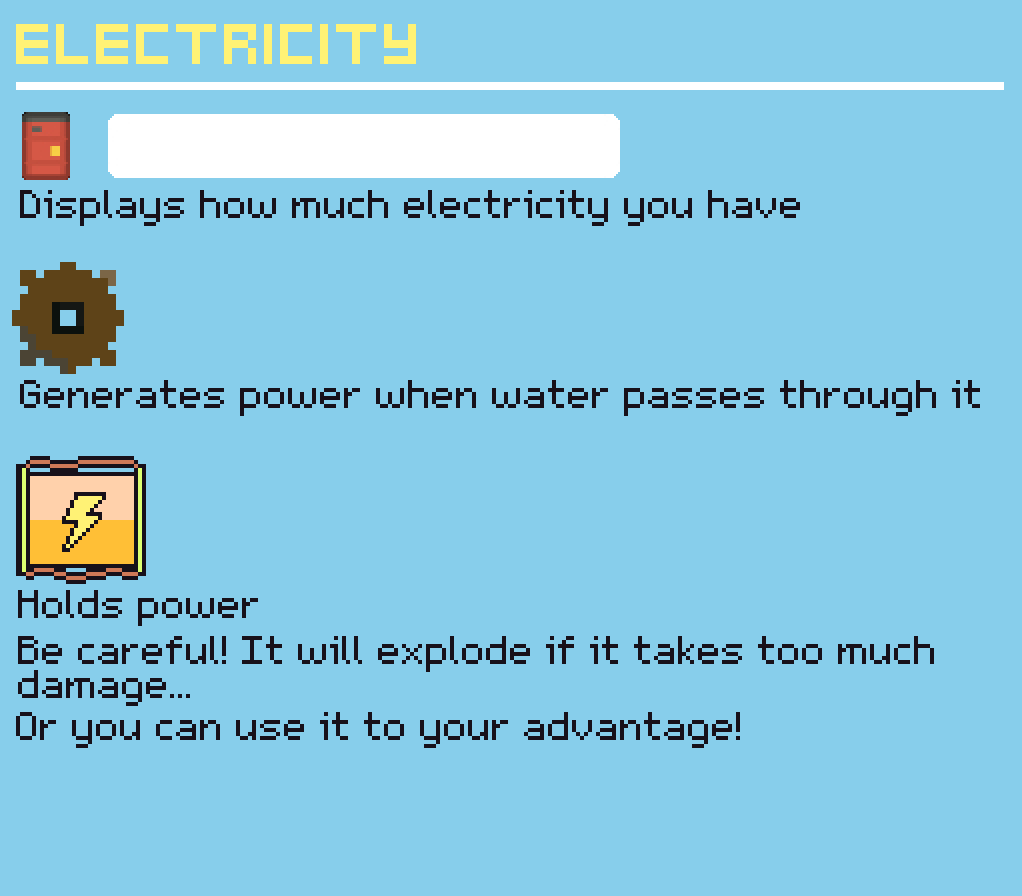 ELECTRICITY
Displays how much electricity you have
Generates power when water passes through it
Holds power
Be careful! It will explode if it takes too much
damage...
Or you can use it to your advantage!